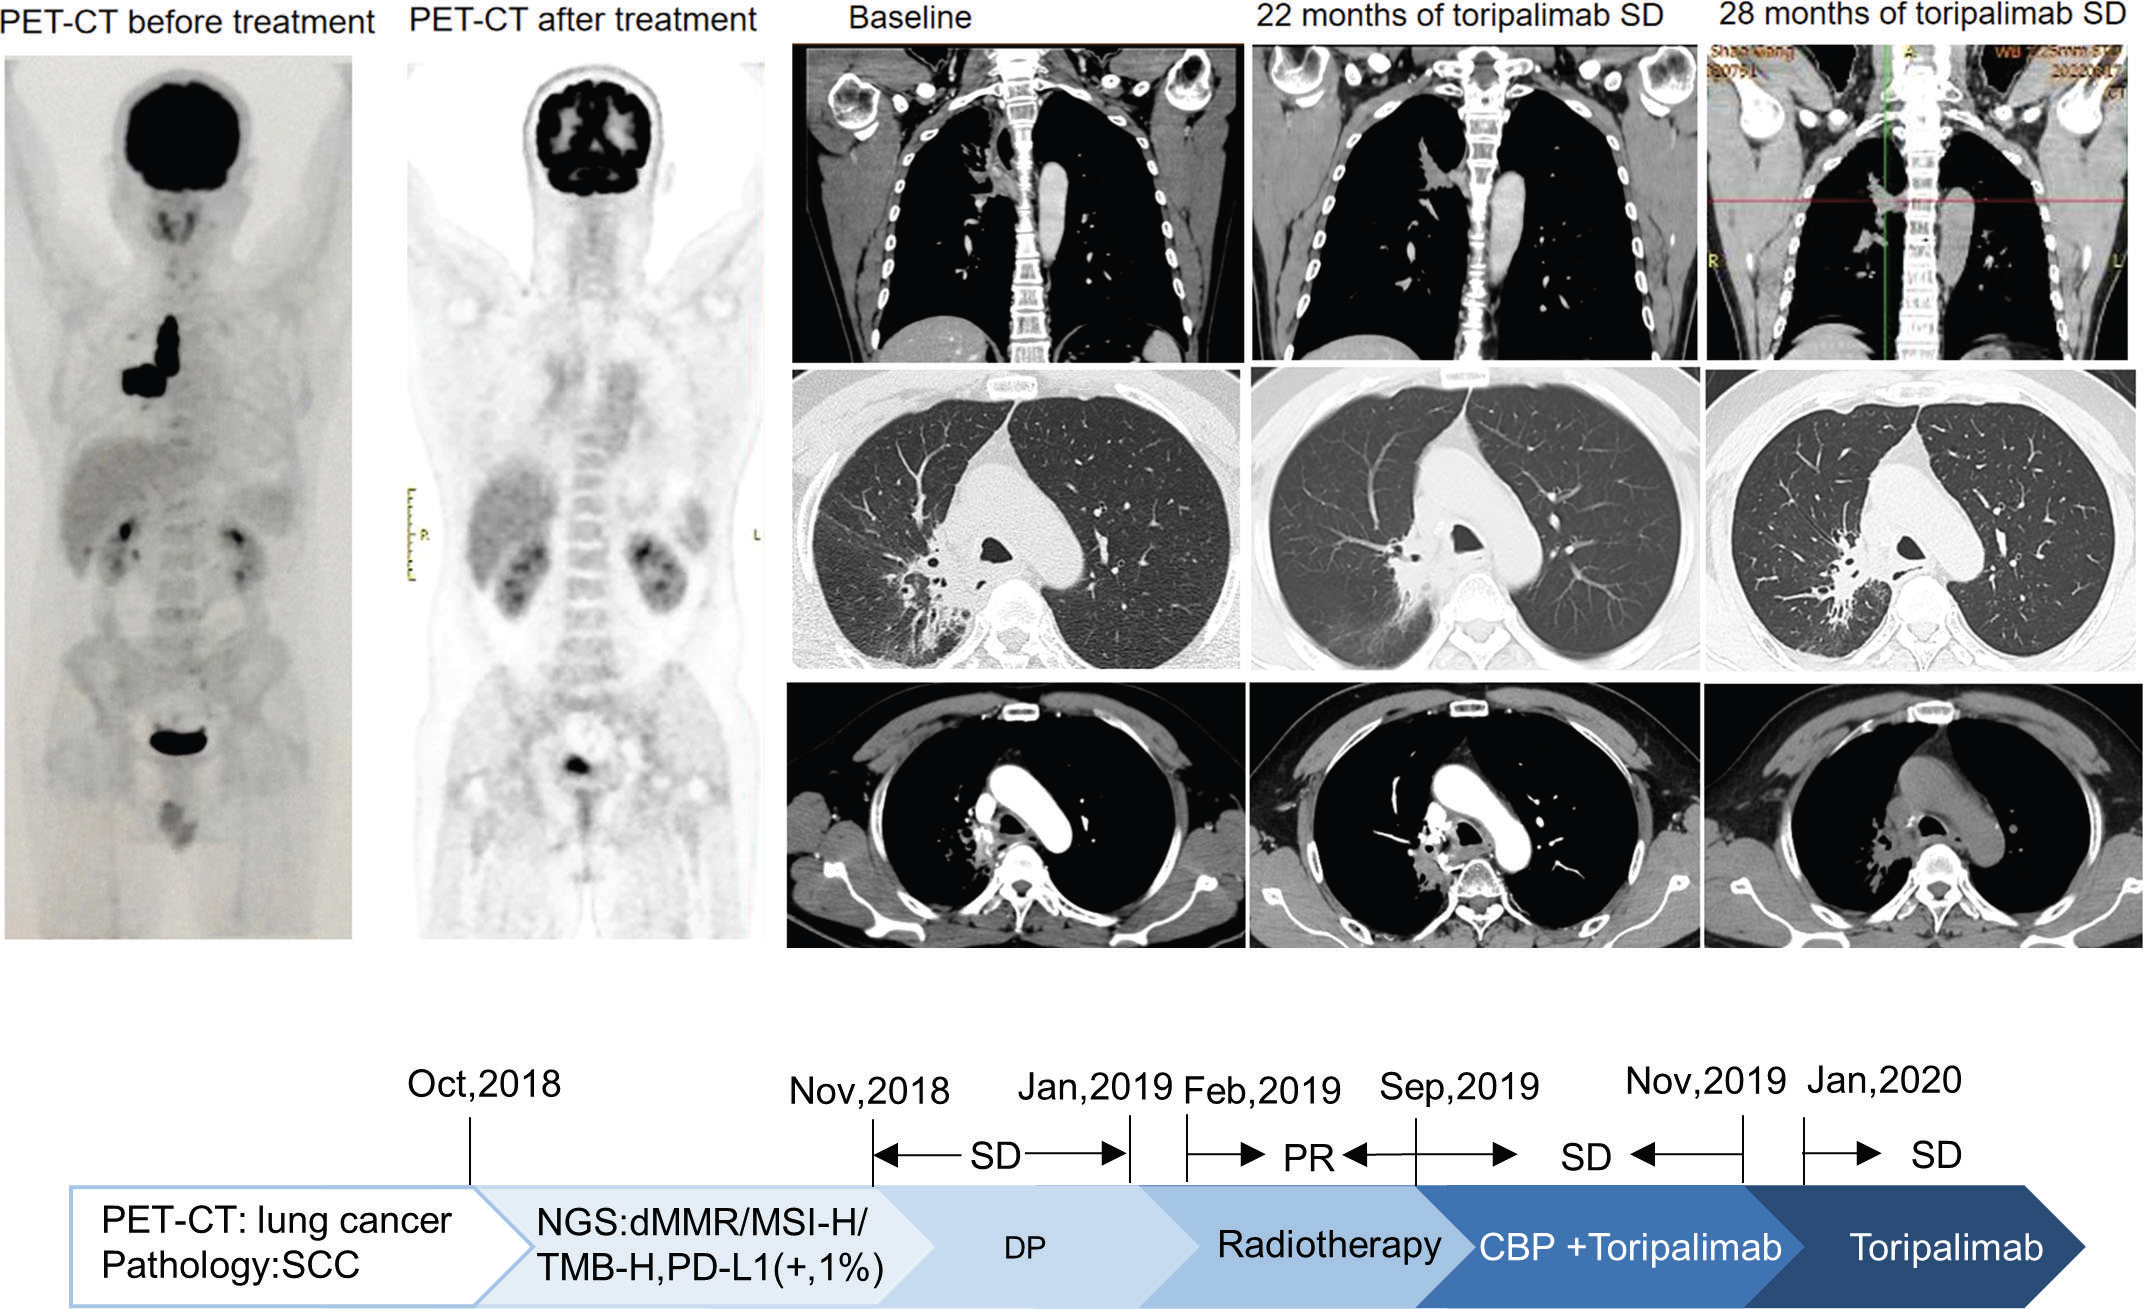 PET-CT before treatment
PET-CT after treatment
Baseline
22 months of toripalimab SD
28 months of toripalimab SD
A
R
L
R
L
Oct,2018
Nov,2018
Jan,2019
Feb,2019
Sep,2019
Nov,2019
Jan,2020
SD
PR
SD
SD
PET-CT: lung cancer
Pathology:SCC
NGS:dMMR/MSI-H/
TMB-H,PD-L1(+,1%)
DP
Radiotherapy
CBP +Toripalimab
Toripalimab